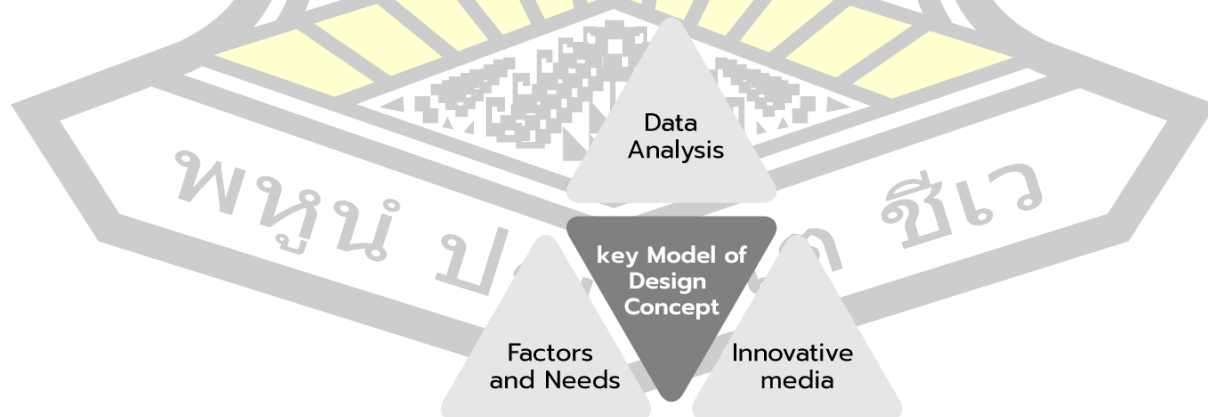 Data
Analysis
พหูนํ
ชีเว
key Model of
Design
Concept
Factors
and Needs
Innovative
media